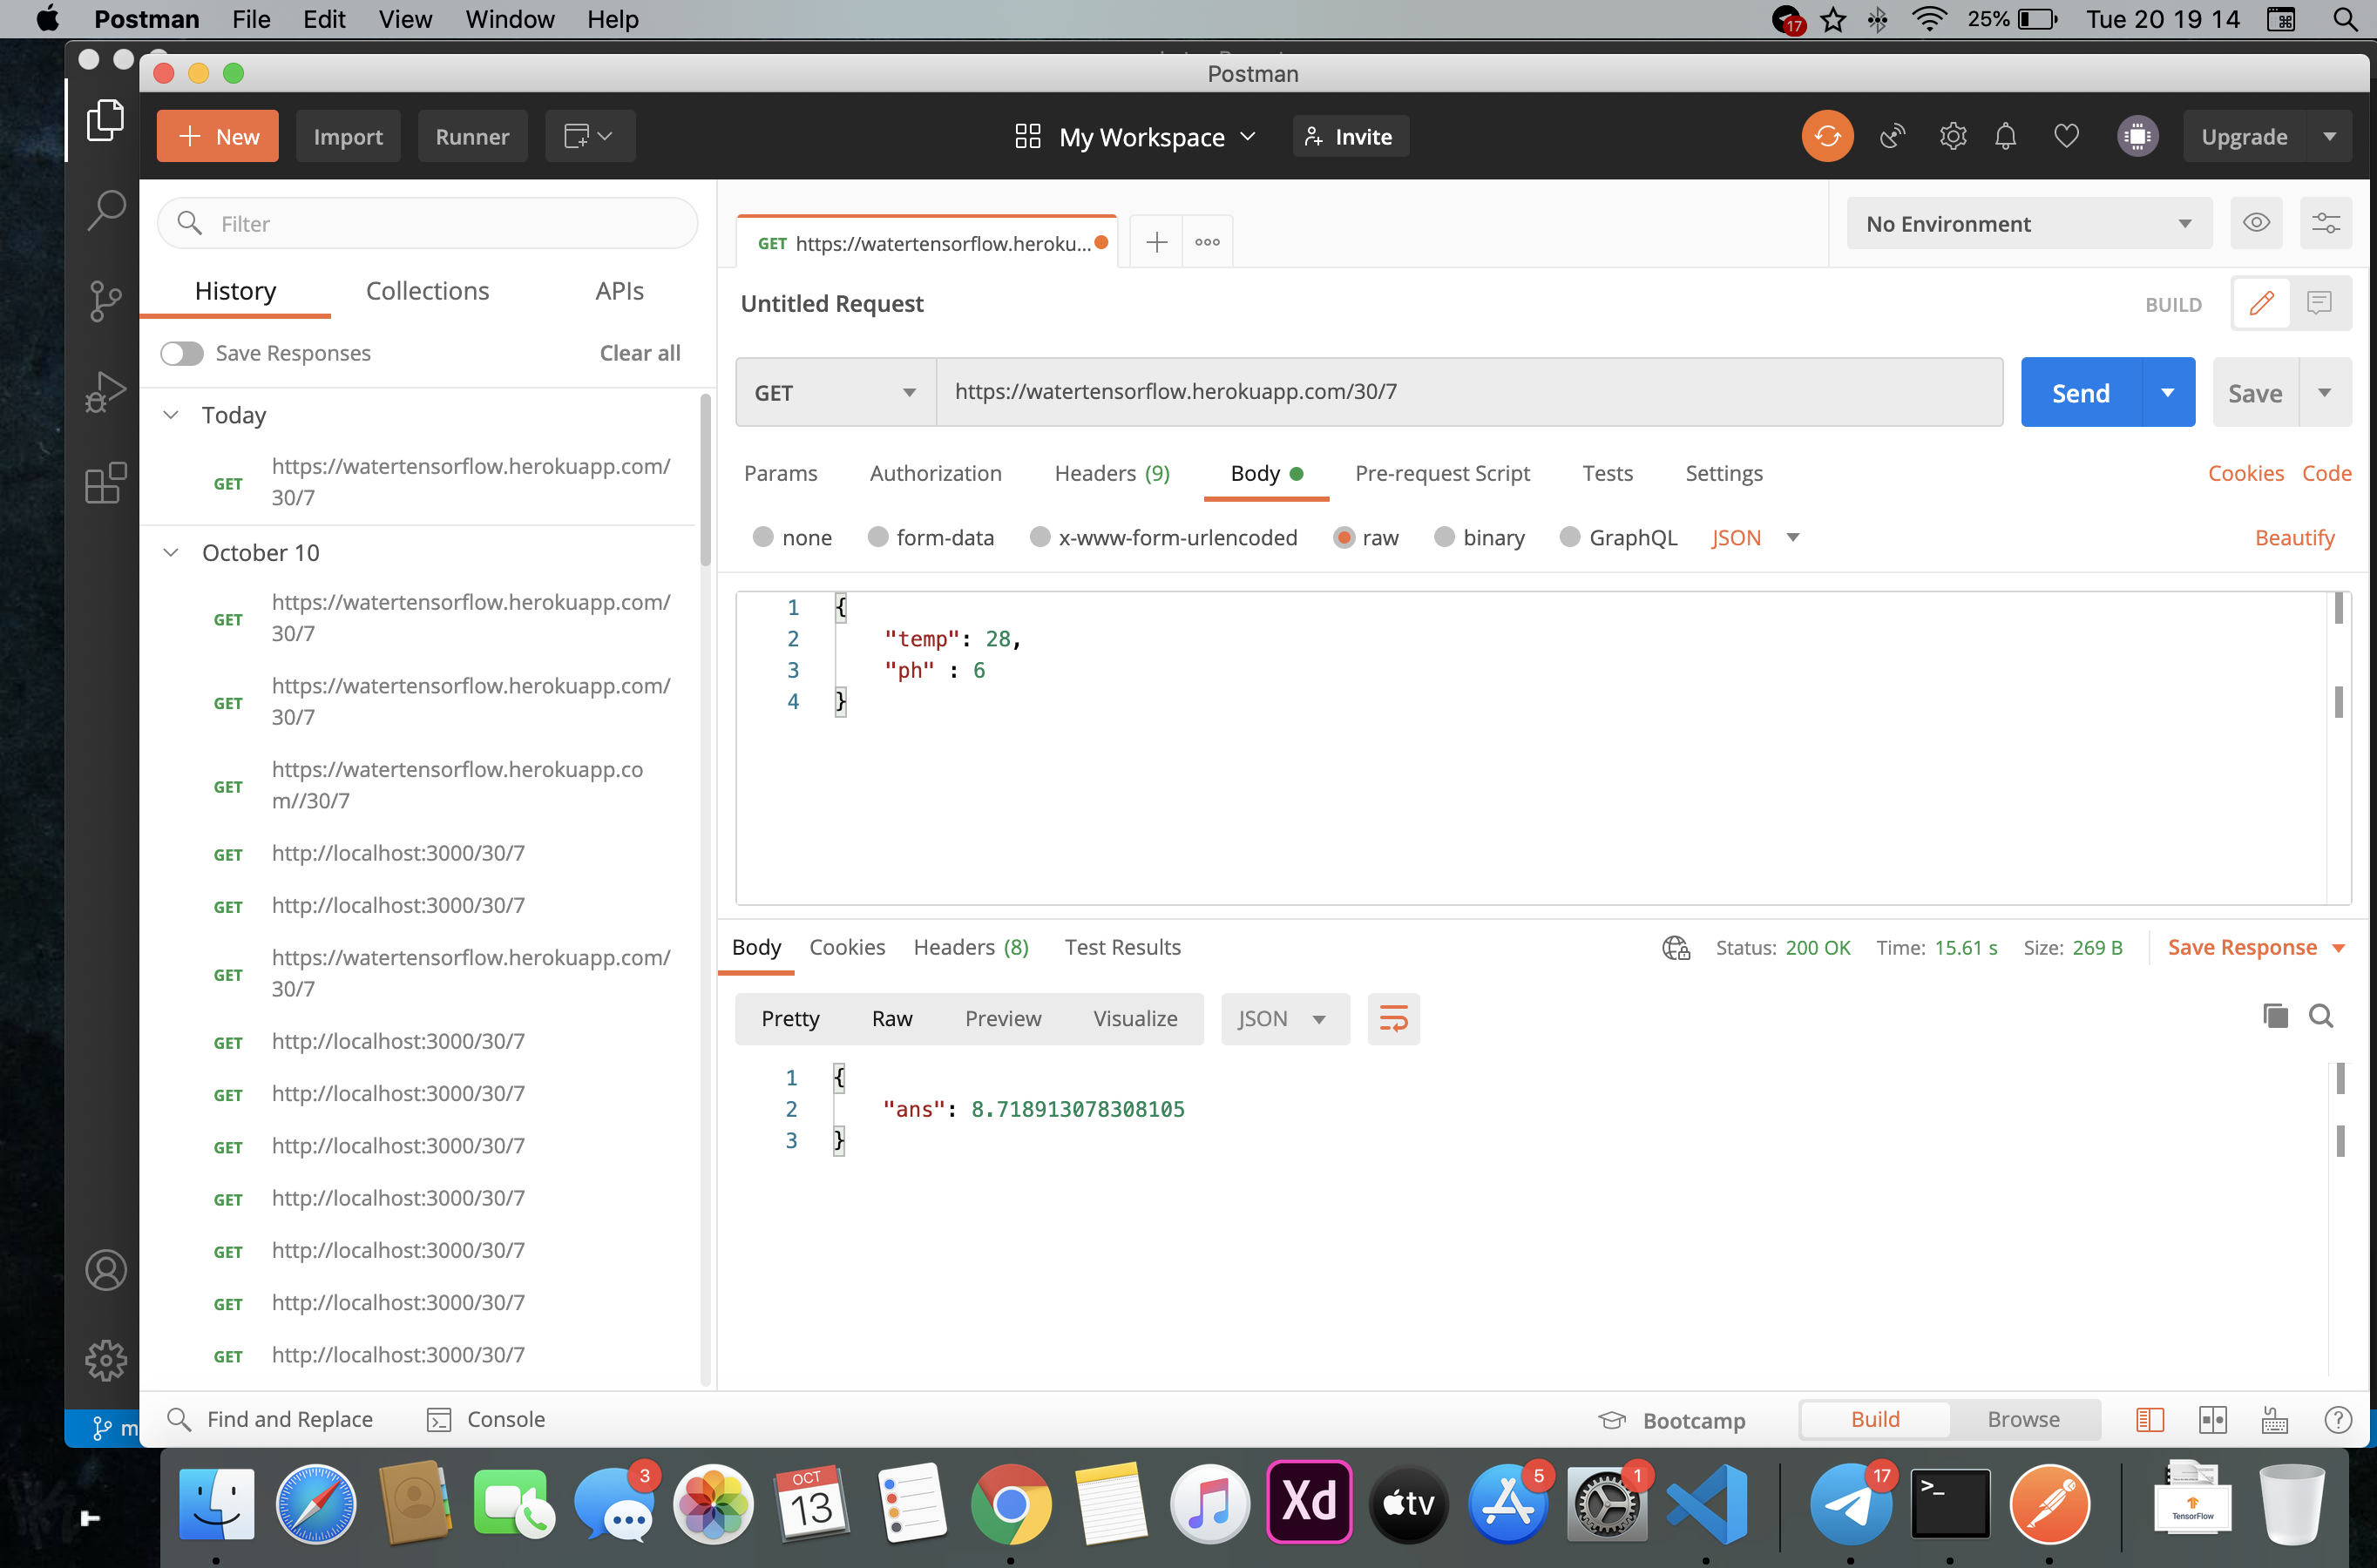 Postman File Edit View Window Help
17 25% Tue 20 19 14
Postman
New Import Runner My Workspace Invite Upgrade
Filter
GET https://watertensorflow.heroku...
No Environment
History Collections APIs
Untitled Request BUILD
Save Responses Clear all
GET https://watertensorflow.herokuapp.com/30/7 Send Save
Today
GET https://watertensorflow.herokuapp.com/
30/7
October 10
GET https://watertensorflow.herokuapp.com/
30/7
GET https://watertensorflow.herokuapp.com/
30/7
GET https://watertensorflow.herokuapp.co
m//30/7
GET http://localhost:3000/30/7
GET http://localhost:3000/30/7
GET https://watertensorflow.herokuapp.com/
30/7
GET http://localhost:3000/30/7
GET http://localhost:3000/30/7
GET http://localhost:3000/30/7
GET http://localhost:3000/30/7
GET http://localhost:3000/30/7
GET http://localhost:3000/30/7
GET http://localhost:3000/30/7
Params Authorization Headers (9) Body Pre-request Script Tests Settings Cookies Code
none form-data x-www-form-urlencoded raw binary GraphQL JSON Beautify
1 {
2 "temp": 28,
3 "ph" : 6
4 }
Body Cookies Headers (8) Test Results Status: 200 OK Time: 15.61 s Size: 269 B Save Response
Pretty Raw Preview Visualize JSON
1 {
2 "ans": 8.718913078308105
3 }
m Find and Replace Console Bootcamp Build Browse
3 OCT 13 Xd tv 5 1 17 >_ TensorFlow